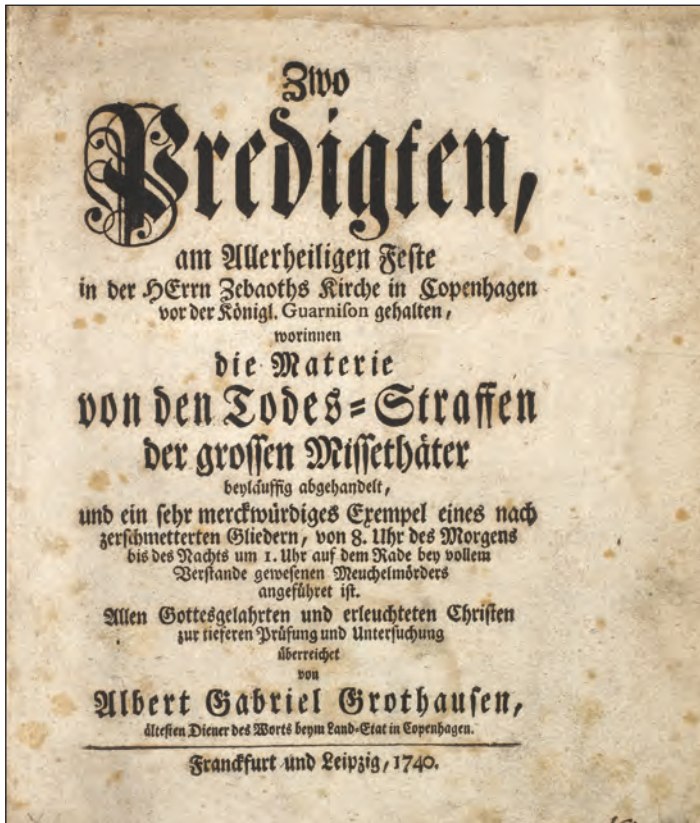 Zwo
Predigten,
am Allerheiligen Feste
in der HErrn Zebaoths Kirche in Copenhagen
vor der Königl. Guarnison gehalten,
worinnen
die Materie
von den Todes-Straffen
der grossen Missethäter
beyläuffig abgehandelt,
und ein sehr merckwürdiges Exempel eines nach
zerschmetterten Gliedern, von 8. Uhr des Morgens
bis des Nachts um 1. Uhr auf dem Rade bey vollem
Verstande gewesenen Meuchelmörders
angeführet ist.
Allen Gottesgelahrten und erleuchteten Christen
zur tieferen Prüfung und Untersuchung
überreichet
von
Albert Gabriel Grothausen,
ältesten Diener des Worts beym Land-Etat in Copenhagen.
Franckfurt und Leipzig, 1740.